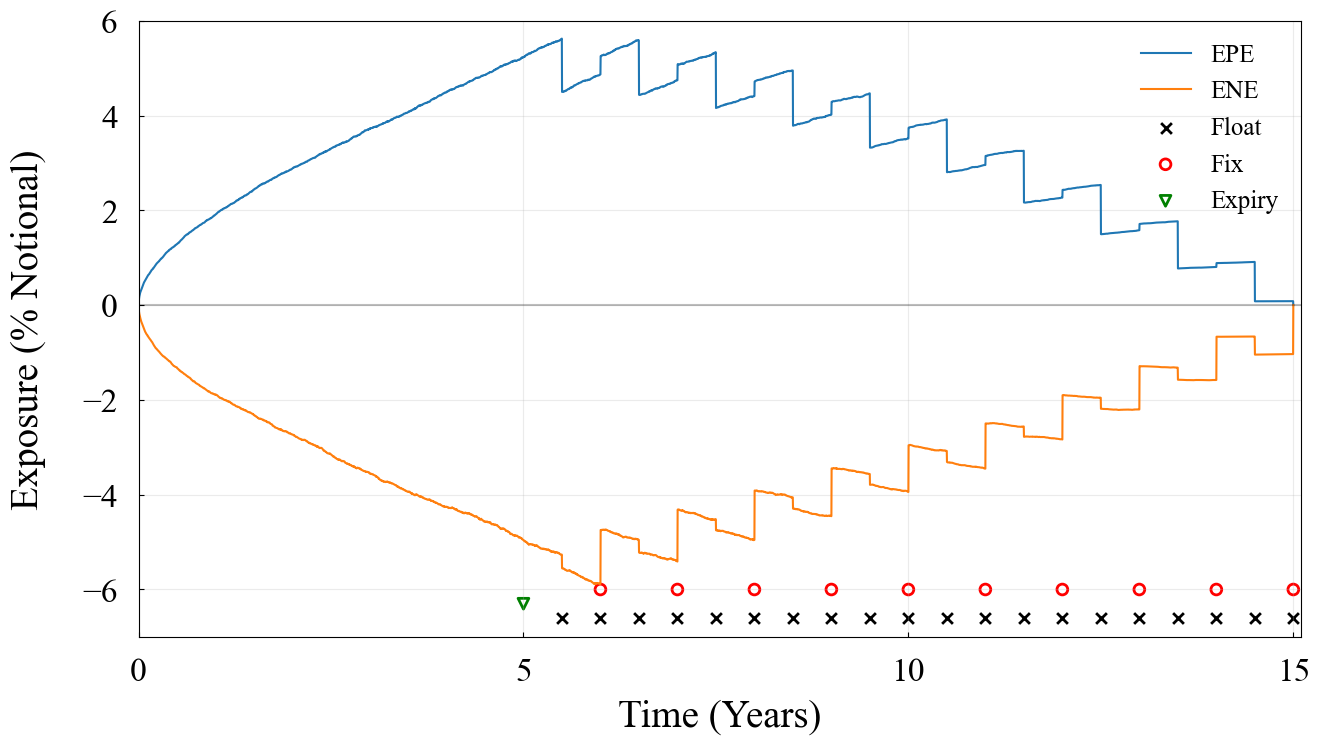 Exposure (% Notional)
6
4
2
0
−2
−4
−6
EPE
ENE
Float
Fix
Expiry
0
5
10
15
Time (Years)